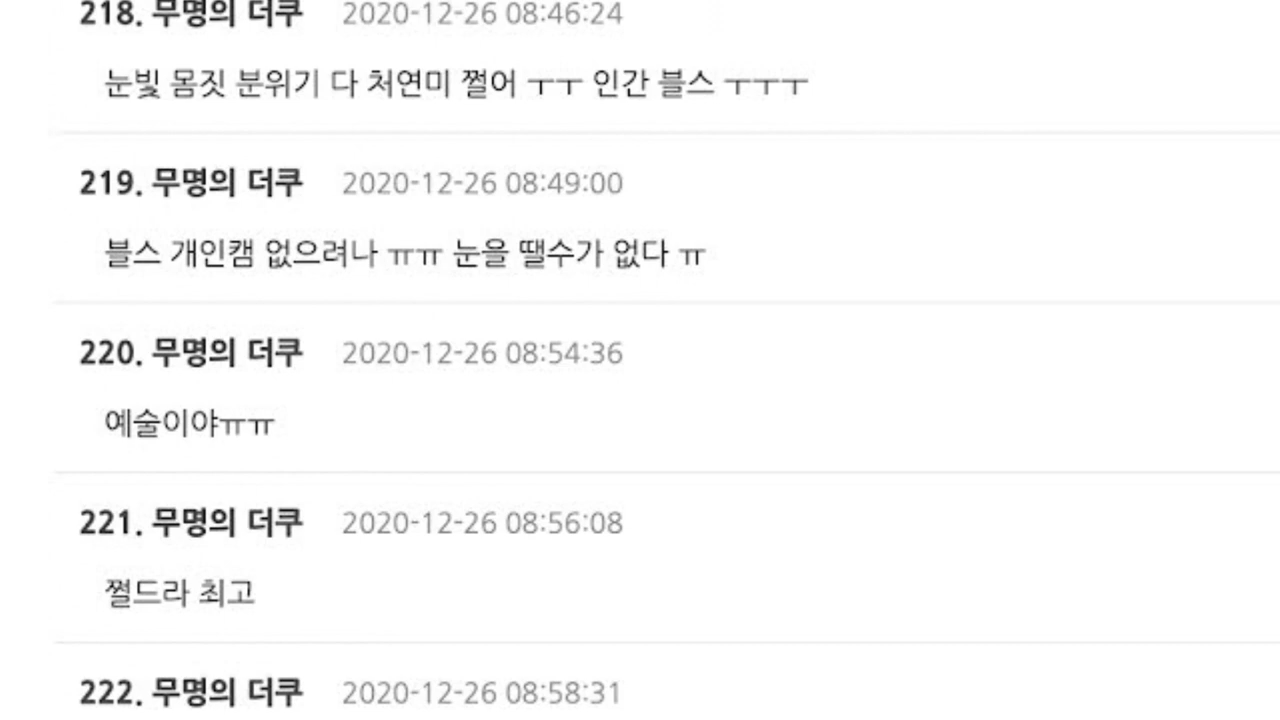 218. 무명의 더쿠 2020-12-26 08:46:24
눈빛 몸짓 분위기 다 처연미 쩔어 ㅜㅜ 인간 블스 ㅜㅜㅜ
219. 무명의 더쿠 2020-12-26 08:49:00
블스 개인캠 없으려나 ㅠㅠ 눈을 땔수가 없다 ㅠ
220. 무명의 더쿠 2020-12-26 08:54:36
예술이야ㅠㅠ
221. 무명의 더쿠 2020-12-26 08:56:08
쩔드라 최고
222. 무명의 더쿠 2020-12-26 08:58:31